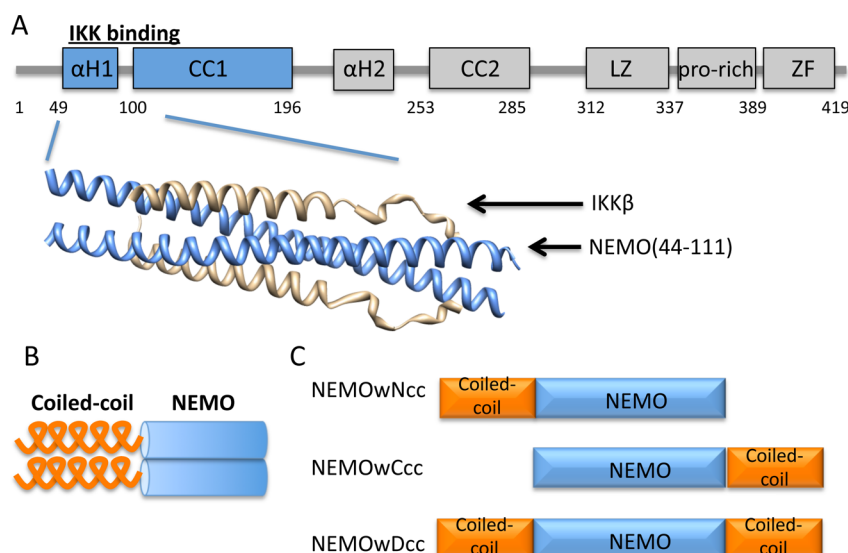 A
IKK binding
αH1 CC1 αH2 CC2 LZ pro-rich ZF
1 49 100 196 253 285 312 337 389 419
IKKβ
NEMO(44-111)
B
Coiled-coil NEMO
C
NEMOwNcc
Coiled-
coil
NEMO
NEMOwCcc
NEMO
Coiled-
coil
NEMOwDcc
Coiled-
coil
NEMO
Coiled-
coil